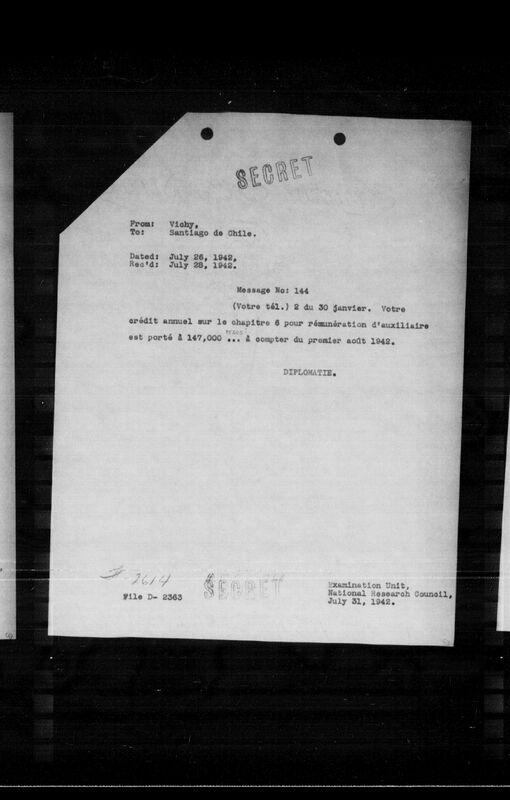 SECRET
From: Vichy,
To: Santiago de Chile.
Dated: July 26, 1942.
Rec'd: July 28, 1942.
Message No: 144
(Votre tél.) 2 du 30 janvier. Votre
crédit annuel sur le chapitre 6 pour rémunération d'auxiliaire
est porté à 147,000 ... à compter du premier août 1942.
DIPLOMATIE.
2614
File D- 2363
SECRET
Examination Unit,
National Research Council,
July 31, 1942.